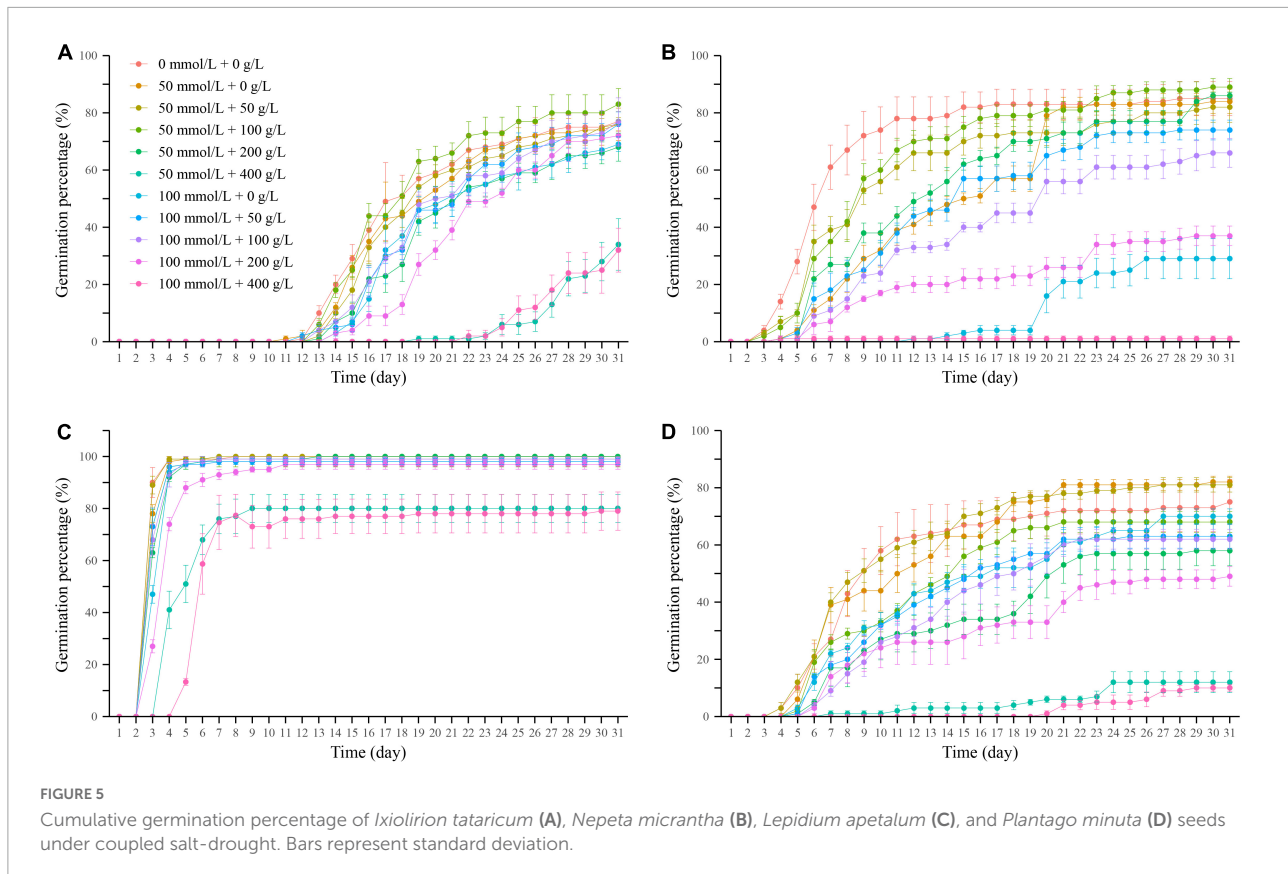 A
100
80
60
40
20
0
Germination percentage (%)
0 mmol/L + 0 g/L
50 mmol/L + 0 g/L
50 mmol/L + 50 g/L
50 mmol/L + 100 g/L
50 mmol/L + 200 g/L
50 mmol/L + 400 g/L
100 mmol/L + 0 g/L
100 mmol/L + 50 g/L
100 mmol/L + 100 g/L
100 mmol/L + 200 g/L
100 mmol/L + 400 g/L
1 2 3 4 5 6 7 8 9 10 11 12 13 14 15 16 17 18 19 20 21 22 23 24 25 26 27 28 29 30 31
Time (day)
B
100
80
60
40
20
0
Germination percentage (%)
1 2 3 4 5 6 7 8 9 10 11 12 13 14 15 16 17 18 19 20 21 22 23 24 25 26 27 28 29 30 31
Time (day)
C
100
80
60
40
20
0
Germination percentage (%)
1 2 3 4 5 6 7 8 9 10 11 12 13 14 15 16 17 18 19 20 21 22 23 24 25 26 27 28 29 30 31
Time (day)
D
100
80
60
40
20
0
Germination percentage (%)
1 2 3 4 5 6 7 8 9 10 11 12 13 14 15 16 17 18 19 20 21 22 23 24 25 26 27 28 29 30 31
Time (day)
FIGURE 5
Cumulative germination percentage of Ixiolirion tataricum (A), Nepeta micrantha (B), Lepidium apetalum (C), and Plantago minuta (D) seeds
under coupled salt-drought. Bars represent standard deviation.